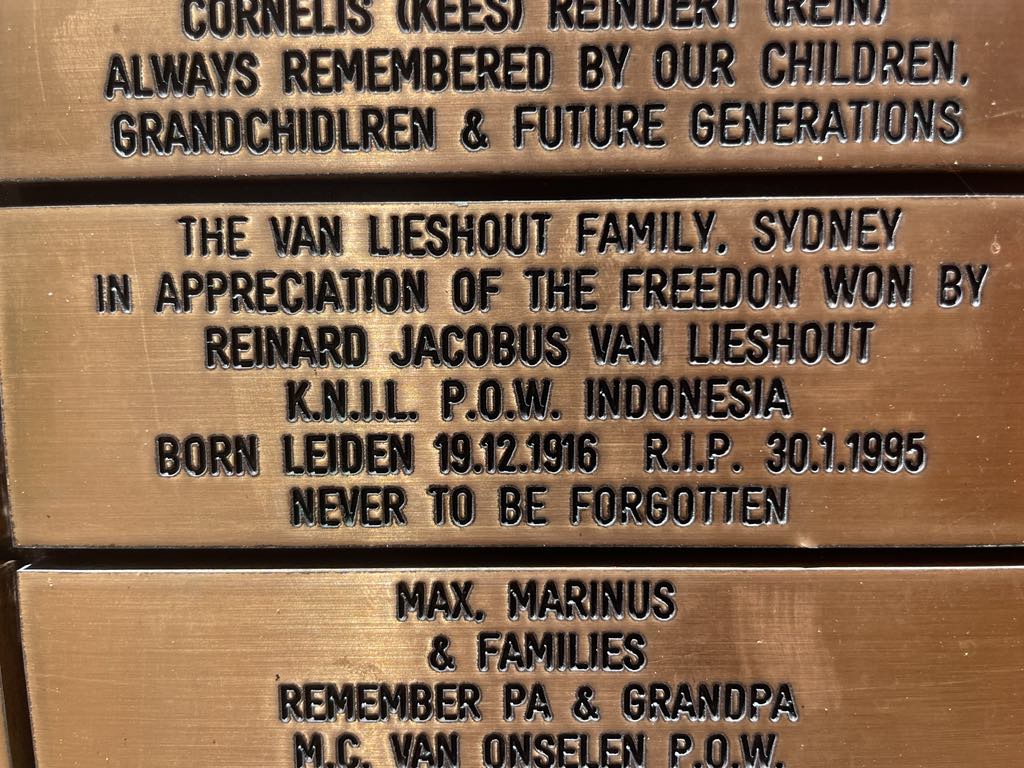 CORNELIS (KEES) REINDERT (REIN)
ALWAYS REMEMBERED BY OUR CHILDREN,
GRANDCHIDLREN & FUTURE GENERATIONS
THE VAN LIESHOUT FAMILY, SYDNEY
IN APPRECIATION OF THE FREEDON WON BY
REINARD JACOBUS VAN LIESHOUT
K.N.I.L. P.O.W. INDONESIA
BORN LEIDEN 19.12.1916 R.I.P. 30.1.1995
NEVER TO BE FORGOTTEN
MAX, MARINUS
& FAMILIES
REMEMBER PA & GRANDPA
M.C. VAN ONSELEN P.O.W.